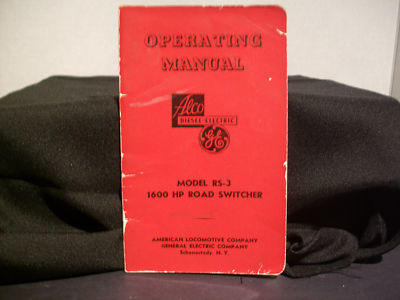 OPERATING
MANUAL
Alco
DIESEL-ELECTRIC
GE
MODEL RS-3
1600 HP ROAD SWITCHER
AMERICAN LOCOMOTIVE COMPANY
GENERAL ELECTRIC COMPANY
Schenectady, N. Y.